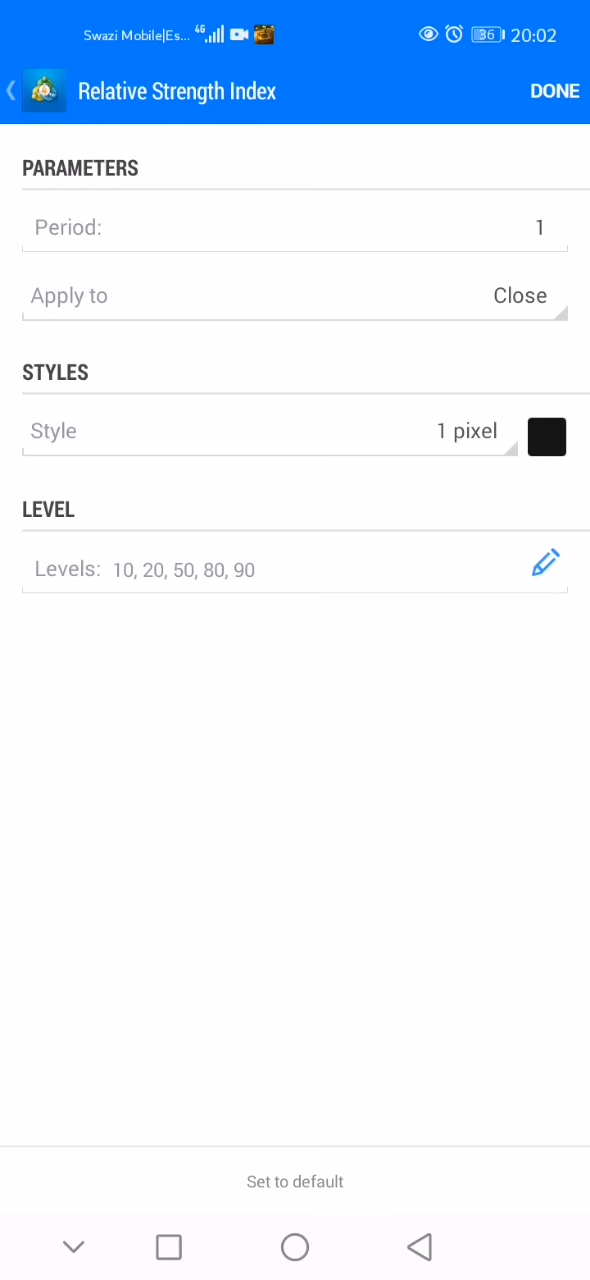 Swazi Mobile|Es... 4G 36 20:02
Relative Strength Index DONE
PARAMETERS
Period: 1
Apply to Close
STYLES
Style 1 pixel
LEVEL
Levels: 10, 20, 50, 80, 90
Set to default